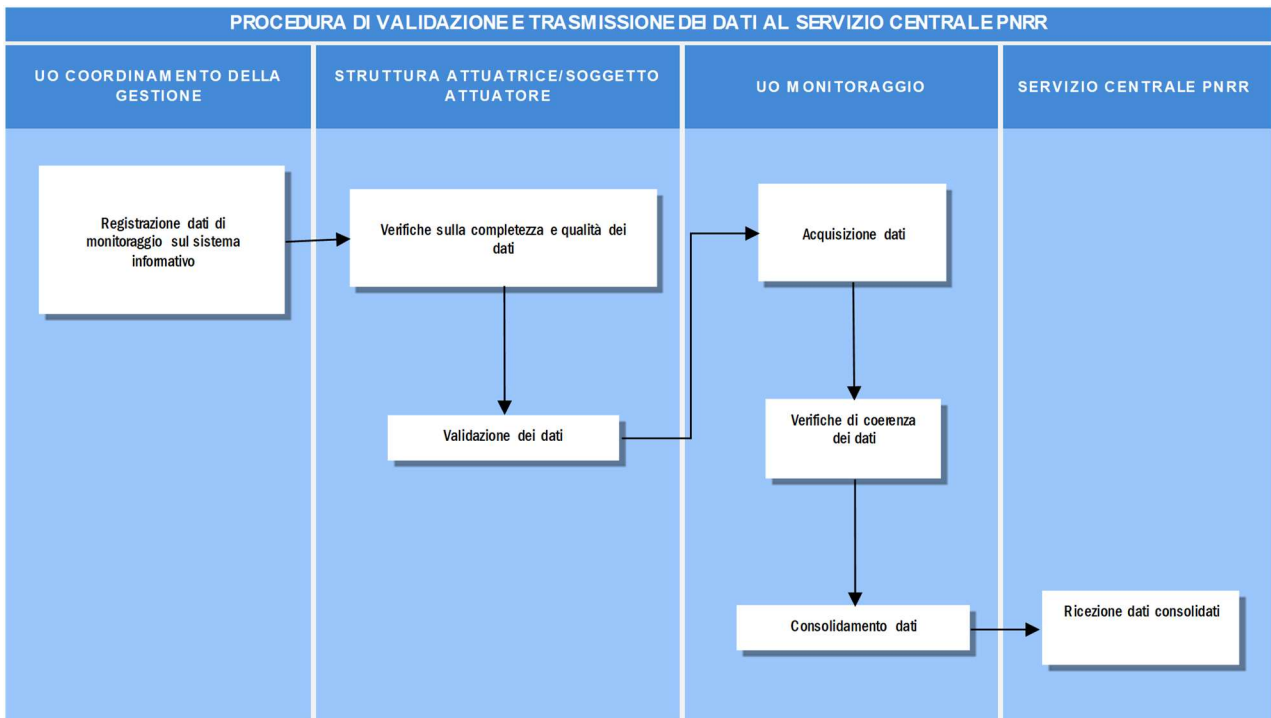 PROCEDURA DI VALIDAZIONE E TRASMISSIONE DEI DATI AL SERVIZIO CENTRALE PNRR
UO COORDINAMENTO DELLA
GESTIONE
STRUTTURA ATTUATRICE/SOGGETTO
ATTUATORE
UO MONITORAGGIO
SERVIZIO CENTRALE PNRR
Registrazione dati di
monitoraggio sul sistema
informativo
Verifiche sulla completezza e qualità dei
dati
Acquisizione dati
Validazione dei dati
Verifiche di coerenza
dei dati
Consolidamento dati
Ricezione dati consolidati